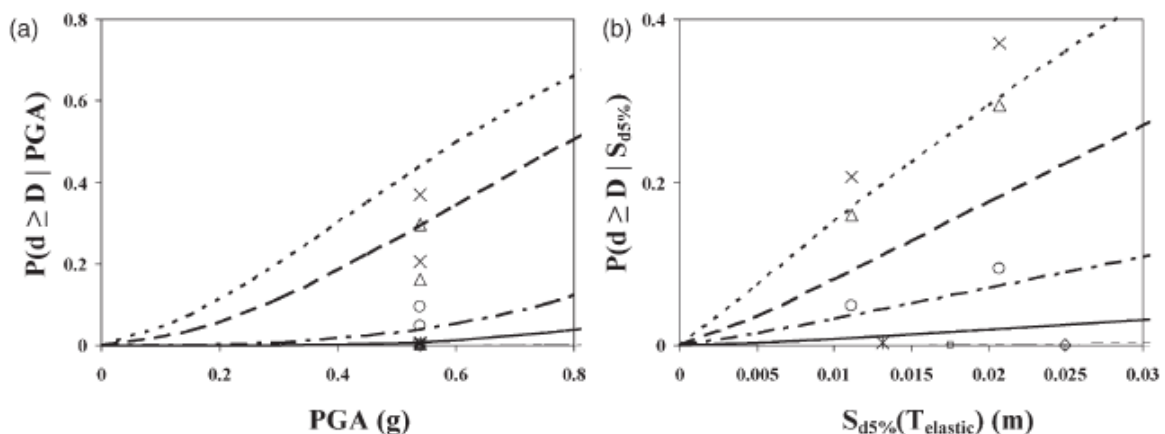 (a)
0.8
0.6
0.4
0.2
0
P(d ≥ D | PGA)
0 0.2 0.4 0.6 0.8
PGA (g)
(b)
0.4
0.2
0
P(d ≥ D | Sd5%)
0 0.005 0.01 0.015 0.02 0.025 0.03
Sd5%(Telastic) (m)